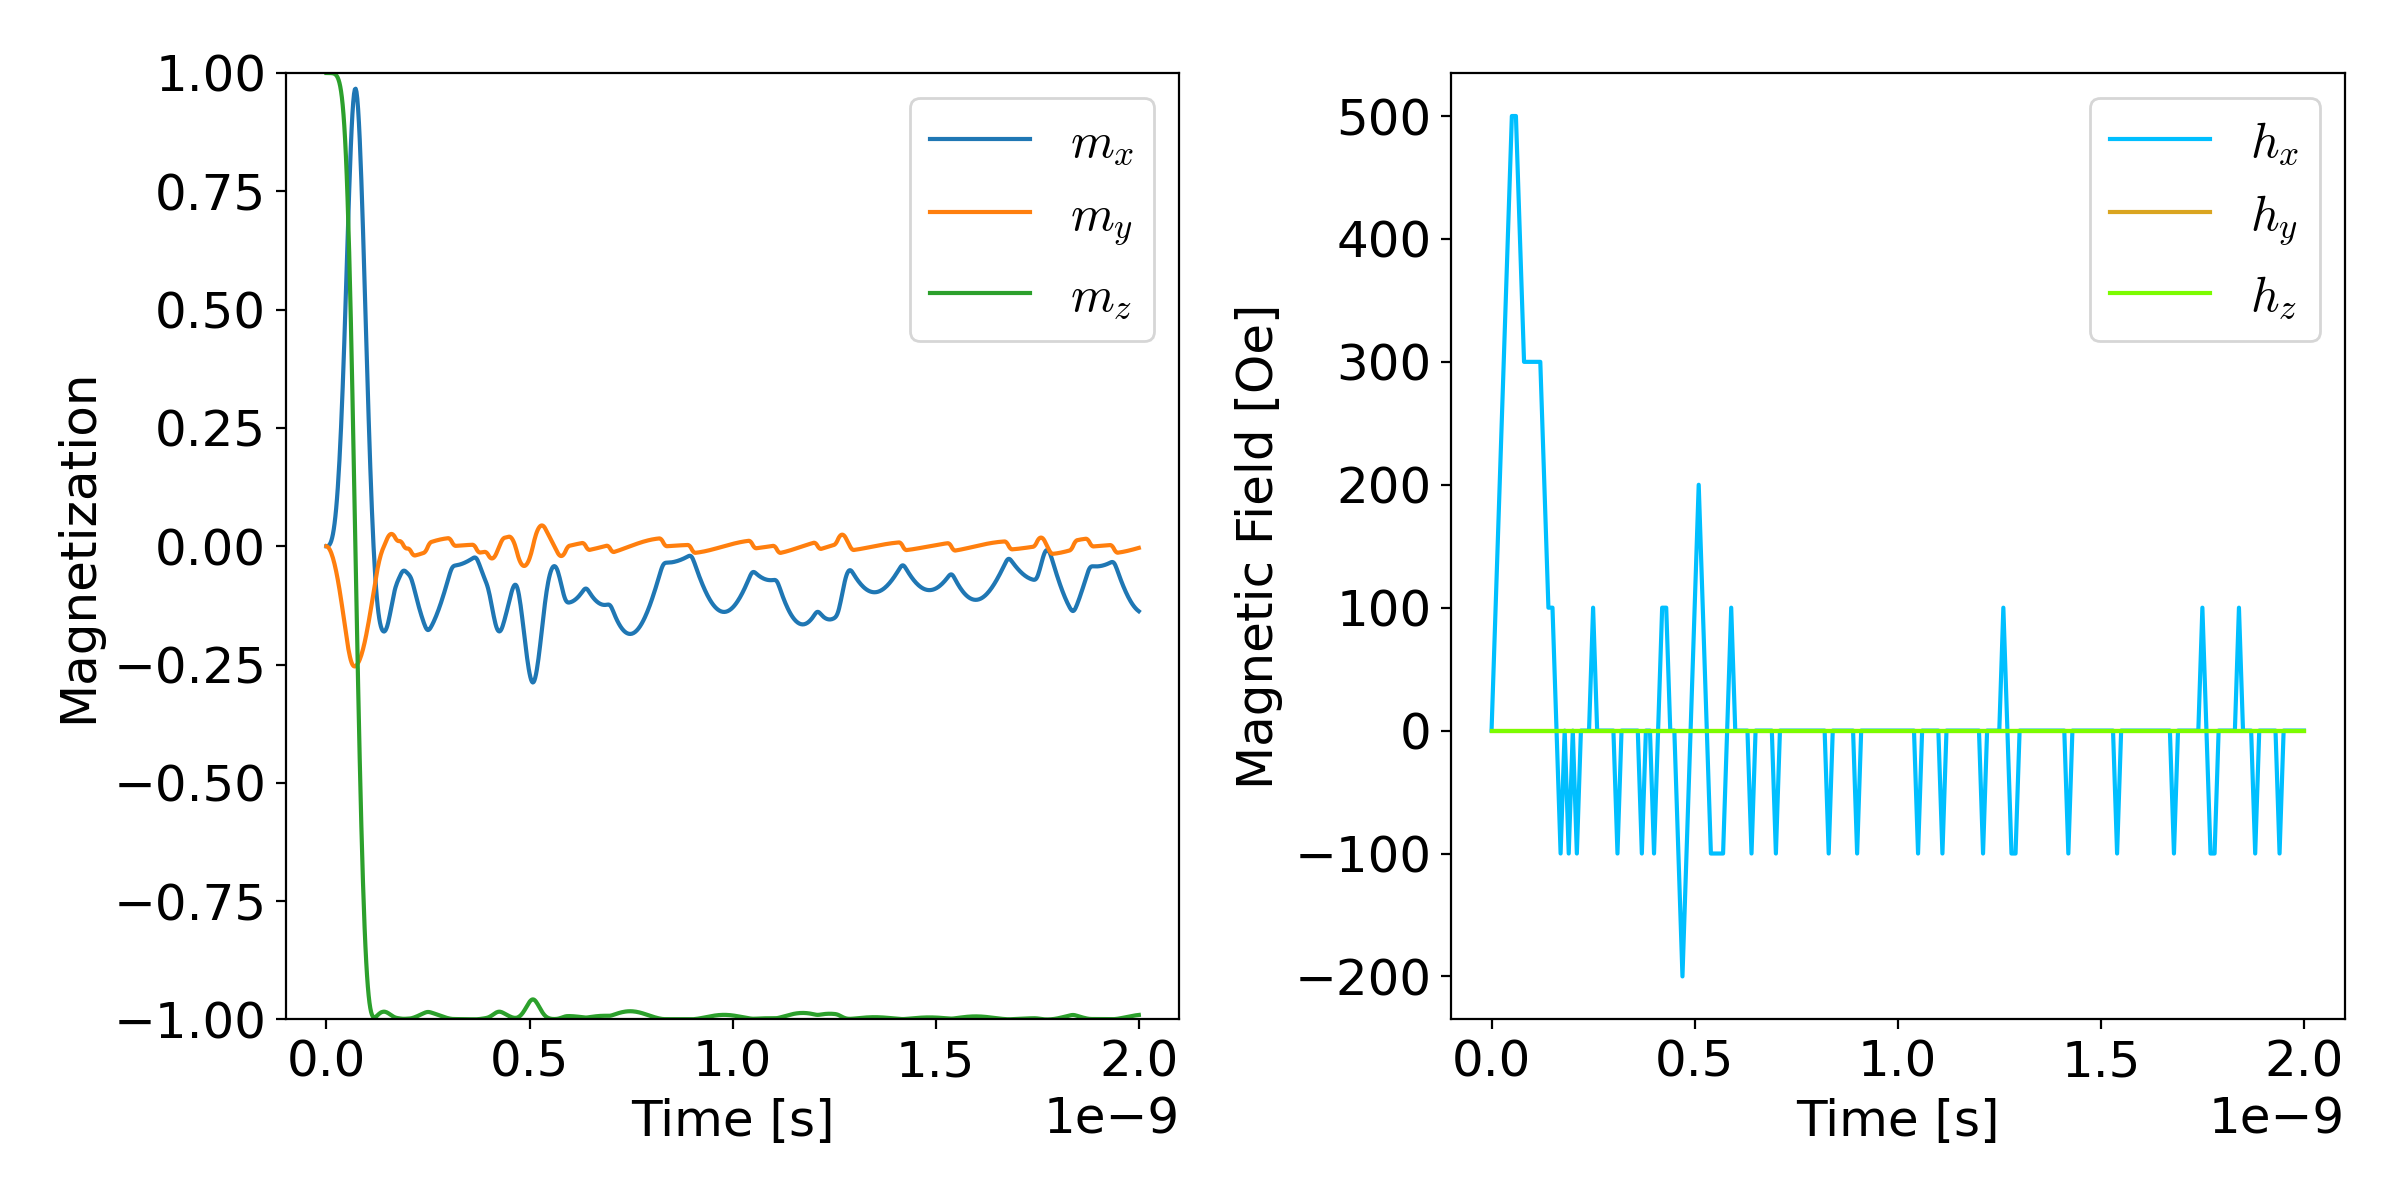 1.00
0.75
0.50
0.25
0.00
−0.25
−0.50
−0.75
−1.00
Magnetization
0.0 0.5 1.0 1.5 2.0
Time [s]
1e−9
m_x
m_y
m_z
500
400
300
200
100
0
−100
−200
Magnetic Field [Oe]
0.0 0.5 1.0 1.5 2.0
Time [s]
1e−9
h_x
h_y
h_z